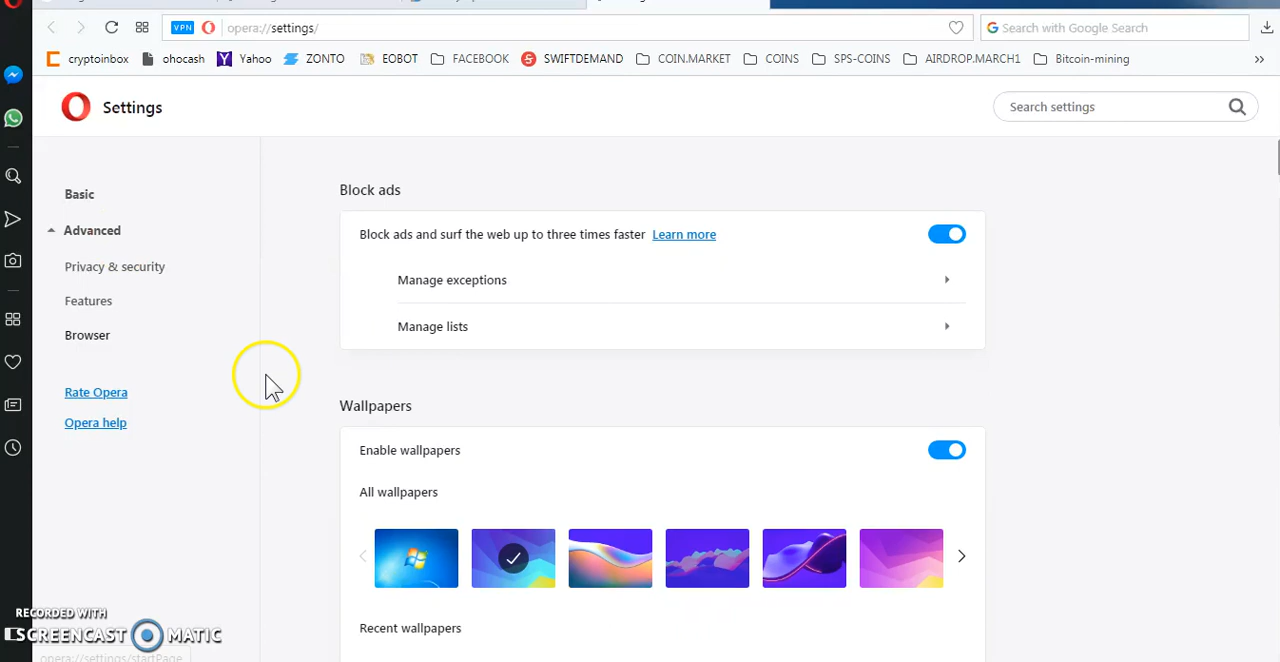 VPN opera://settings/ Search with Google Search
cryptoinbox ohocash Yahoo ZONTO EOBOT FACEBOOK SWIFTDEMAND COIN.MARKET COINS SPS-COINS AIRDROP.MARCH1 Bitcoin-mining »
Settings
Search settings
Basic
Advanced
Privacy & security
Features
Browser
Rate Opera
Opera help
Block ads
Block ads and surf the web up to three times faster Learn more
Manage exceptions
Manage lists
Wallpapers
Enable wallpapers
All wallpapers
Recent wallpapers
RECORDED WITH
SCREENCAST MATIC
opera://settings/startPage